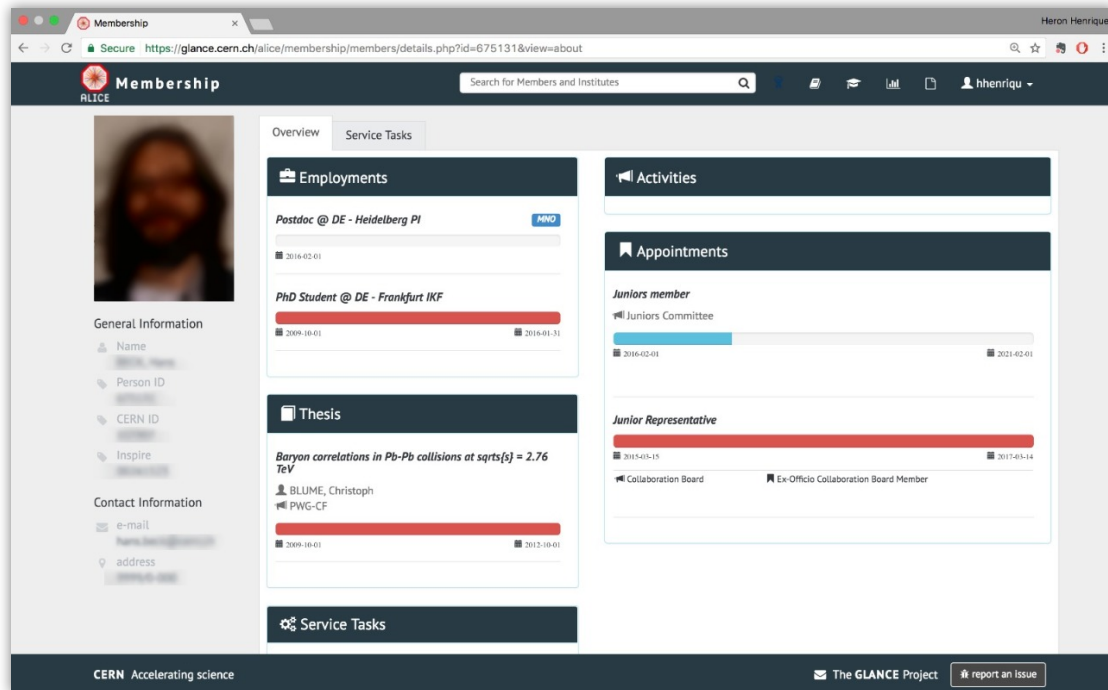 Membership
Heron Henrique
Secure https://glance.cern.ch/alice/membership/members/details.php?id=675131&view=about
ALICE
Membership
Search for Members and Institutes
hhenriqu
Overview
Service Tasks
General Information
Name
Person ID
CERN ID
Inspire
Contact Information
e-mail
address
Employments
Postdoc @ DE - Heidelberg PI
MNO
2016-02-01
PhD Student @ DE - Frankfurt IKF
2009-10-01
2016-01-31
Thesis
Baryon correlations in Pb-Pb collisions at sqrts{s} = 2.76
TeV
BLUME, Christoph
PWG-CF
2009-10-01
2012-10-01
Service Tasks
Activities
Appointments
Juniors member
Juniors Committee
2016-02-01
2021-02-01
Junior Representative
2015-03-15
2017-03-14
Collaboration Board
Ex-Officio Collaboration Board Member
CERN Accelerating science
The GLANCE Project
report an issue